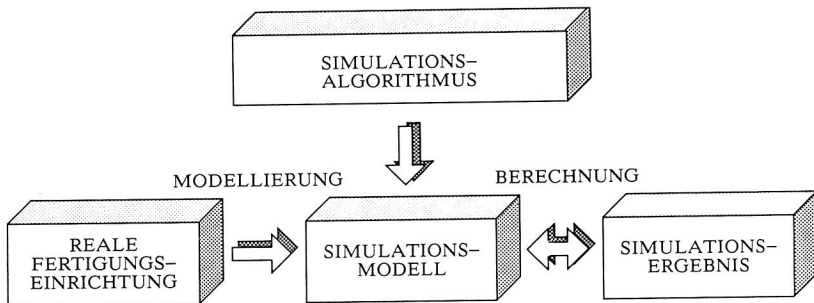 SIMULATIONS–
ALGORITHMUS
MODELLIERUNG
BERECHNUNG
REALE
FERTIGUNGS–
EINRICHTUNG
SIMULATIONS–
MODELL
SIMULATIONS–
ERGEBNIS